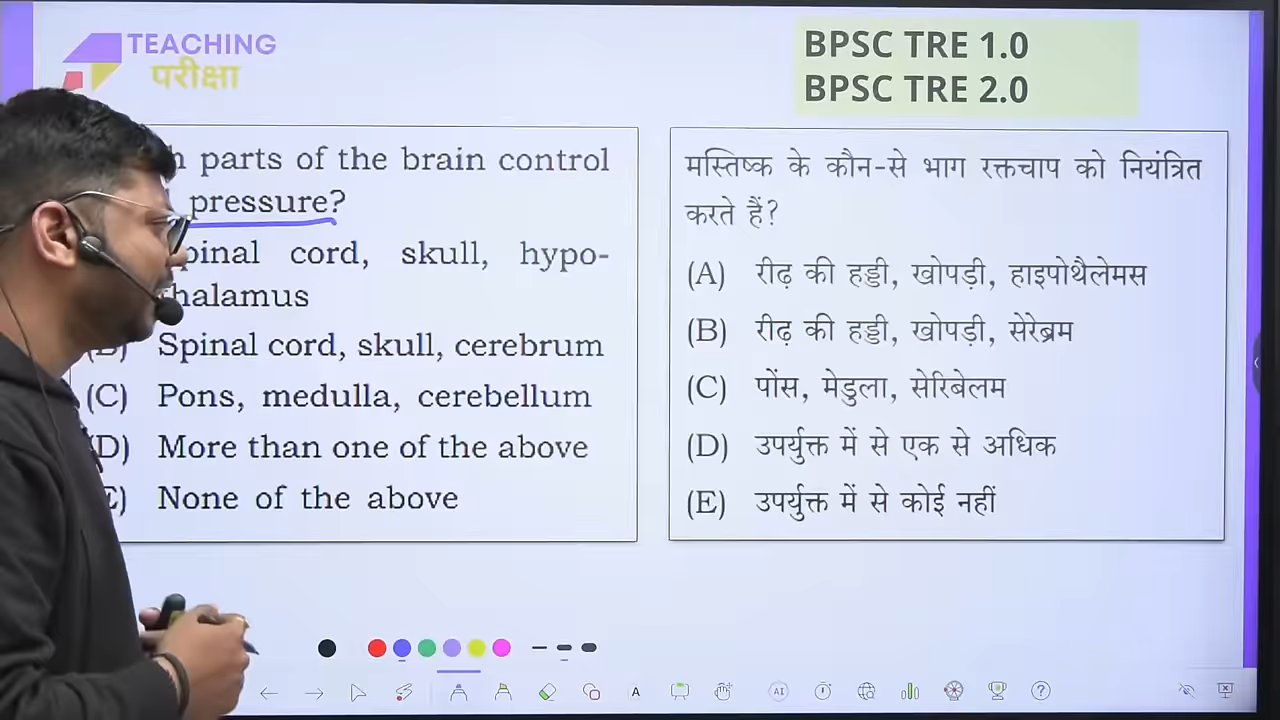 TEACHING
परीक्षा
BPSC TRE 1.0
BPSC TRE 2.0
parts of the brain control
pressure?
cord, skull, hypo-
Spinal cord, skull, cerebrum
(C) Pons, medulla, cerebellum
D) More than one of the above
None of the above
मस्तिष्क के कौन-से भाग रक्तचाप को नियंत्रित
करते हैं?
(A) रीढ़ की हड्डी, खोपड़ी, हाइपोथैलेमस
(B) रीढ़ की हड्डी, खोपड़ी, सेरेब्रम
(C) पोंस, मेडुला, सेरिबेलम
(D) उपर्युक्त में से एक से अधिक
(E) उपर्युक्त में से कोई नहीं
A
AI
?